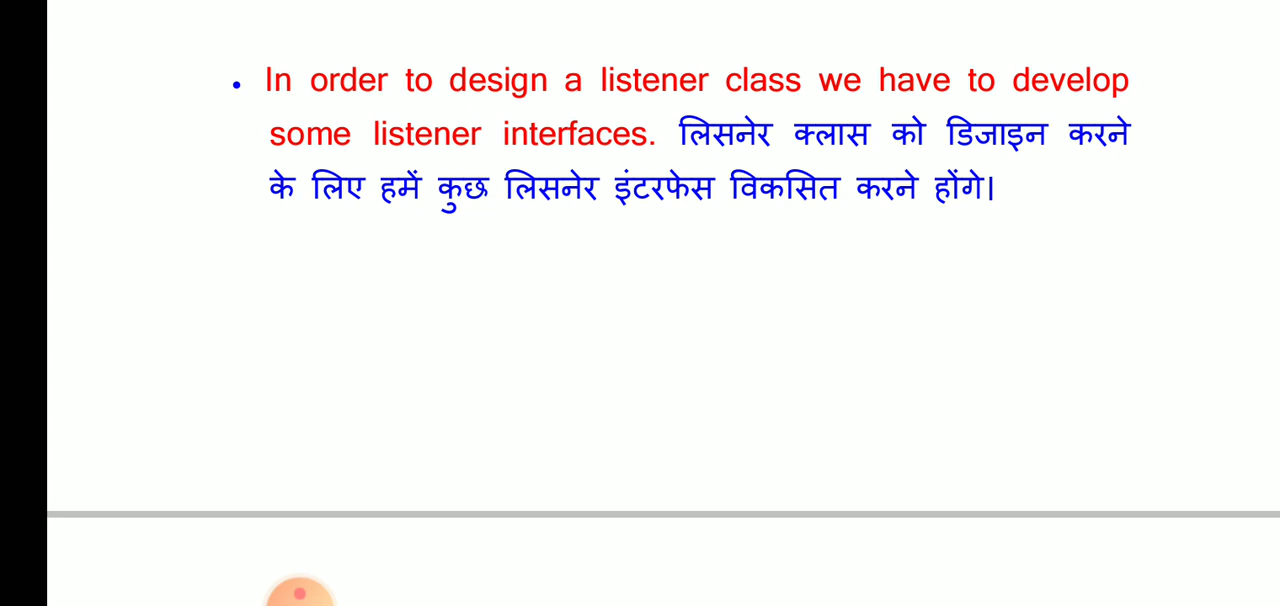 • In order to design a listener class we have to develop
some listener interfaces. लिसनेर क्लास को डिजाइन करने
के लिए हमें कुछ लिसनेर इंटरफेस विकसित करने होंगे।